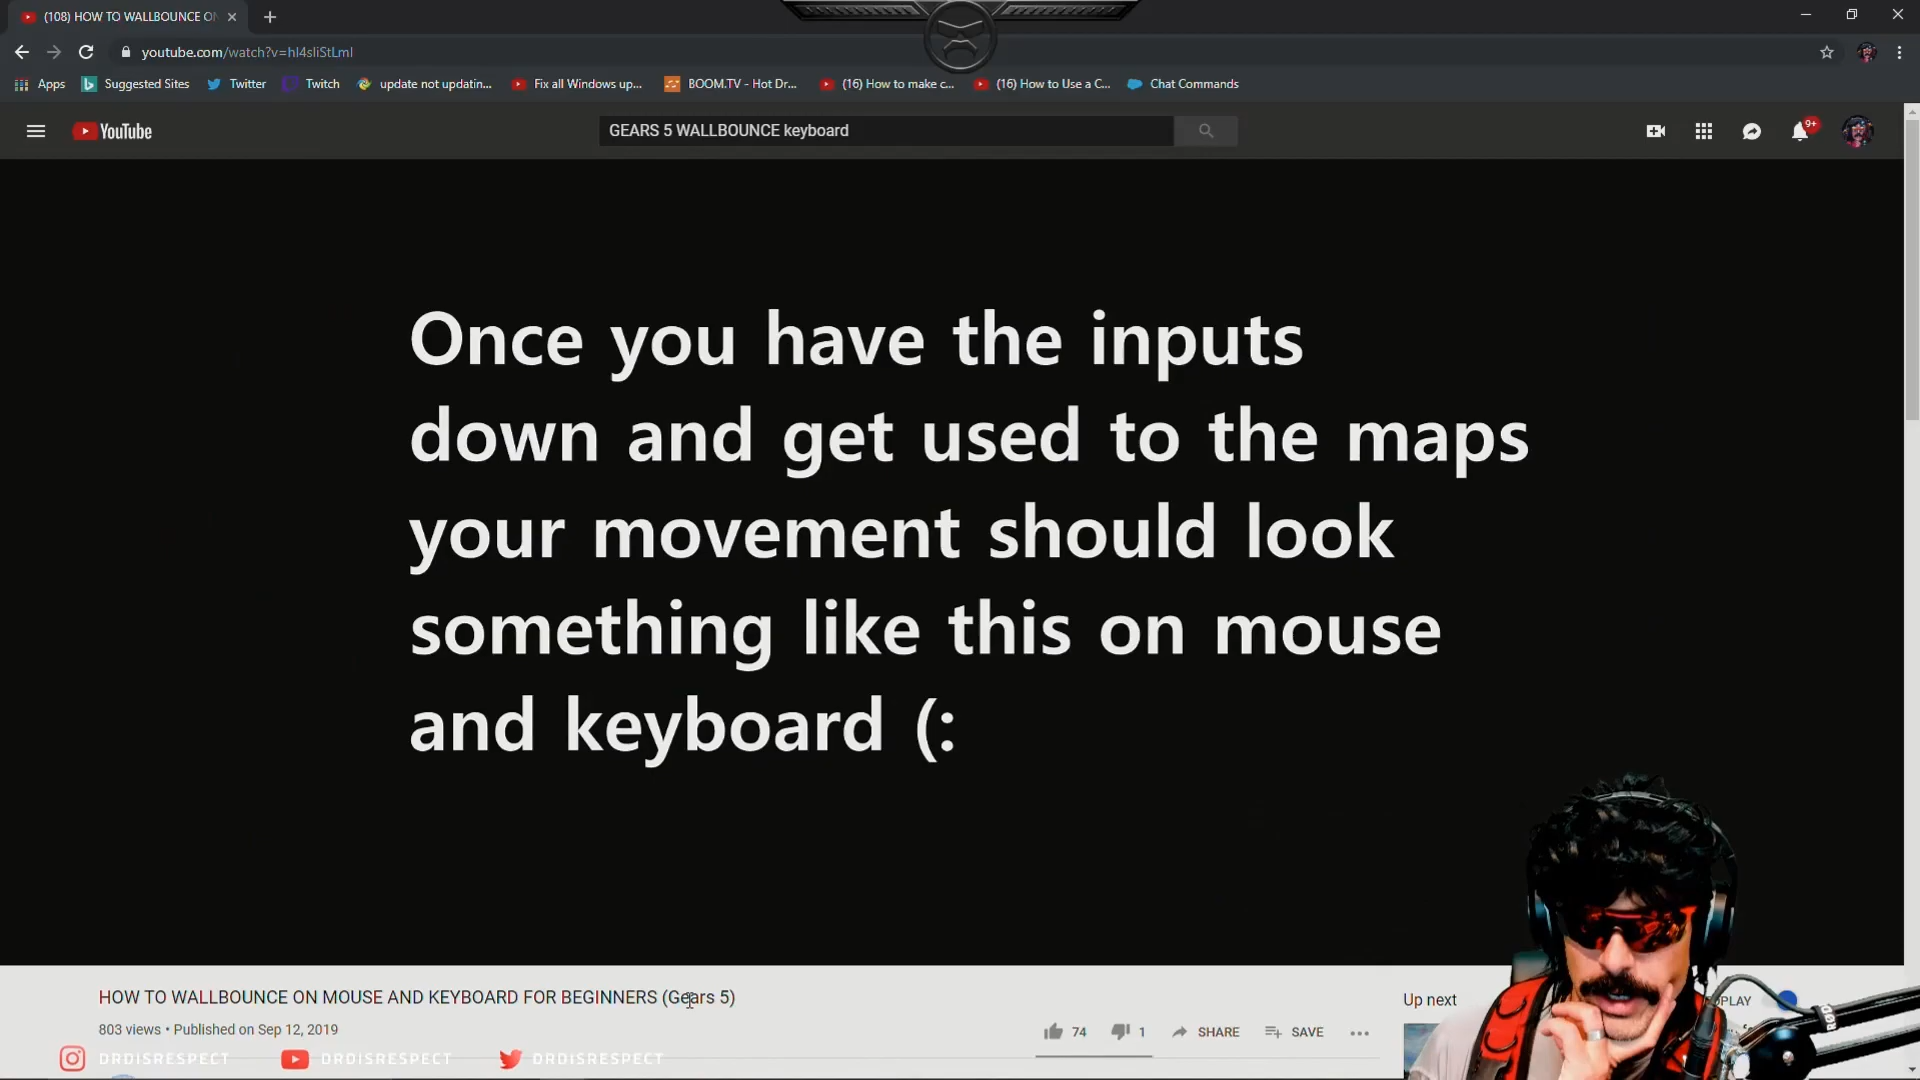 (108) HOW TO WALLBOUNCE ON
youtube.com/watch?v=hI4sliStLmI
Apps
Suggested Sites
Twitter
Twitch
update not updatin...
Fix all Windows up...
BOOM.TV - Hot Dr...
(16) How to make c...
(16) How to Use a C...
Chat Commands
YouTube
GEARS 5 WALLBOUNCE keyboard
9+
Once you have the inputs
down and get used to the maps
your movement should look
something like this on mouse
and keyboard (:
HOW TO WALLBOUNCE ON MOUSE AND KEYBOARD FOR BEGINNERS (Gears 5)
803 views • Published on Sep 12, 2019
74
1
SHARE
SAVE
Up next
DRDISRESPECT
DRDISRESPECT
DRDISRESPECT
RØDE